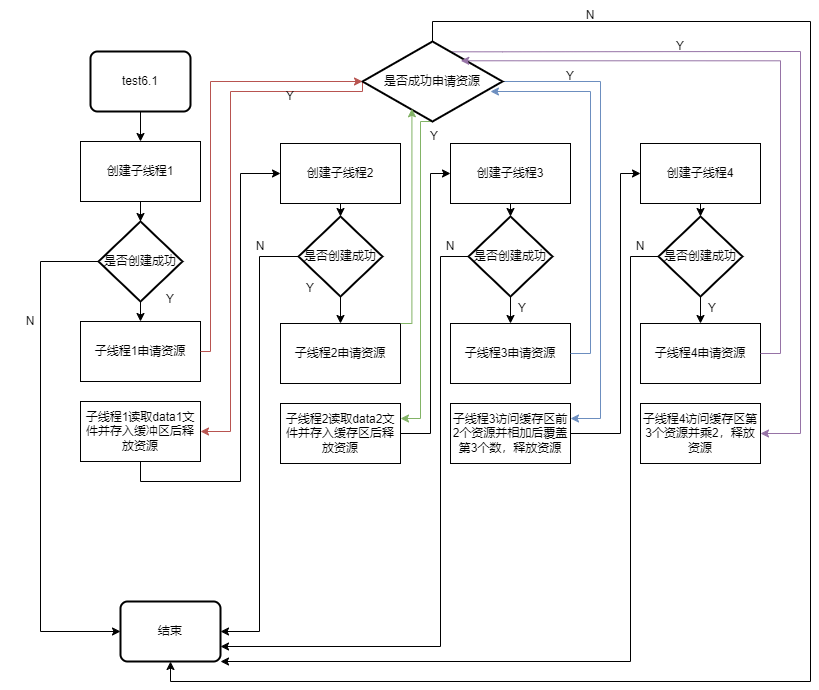 N
Y
test6.1
是否成功申请资源
Y
Y
Y
创建子线程1
创建子线程2
创建子线程3
创建子线程4
是否创建成功
N
是否创建成功
N
是否创建成功
N
是否创建成功
Y
Y
Y
Y
N
子线程1申请资源
子线程2申请资源
子线程3申请资源
子线程4申请资源
子线程1读取data1文
件并存入缓冲区后释
放资源
子线程2读取data2文
件并存入缓存区后释
放资源
子线程3访问缓存区前
2个资源并相加后覆盖
第3个数，释放资源
子线程4访问缓存区第
3个资源并乘2，释放
资源
结束